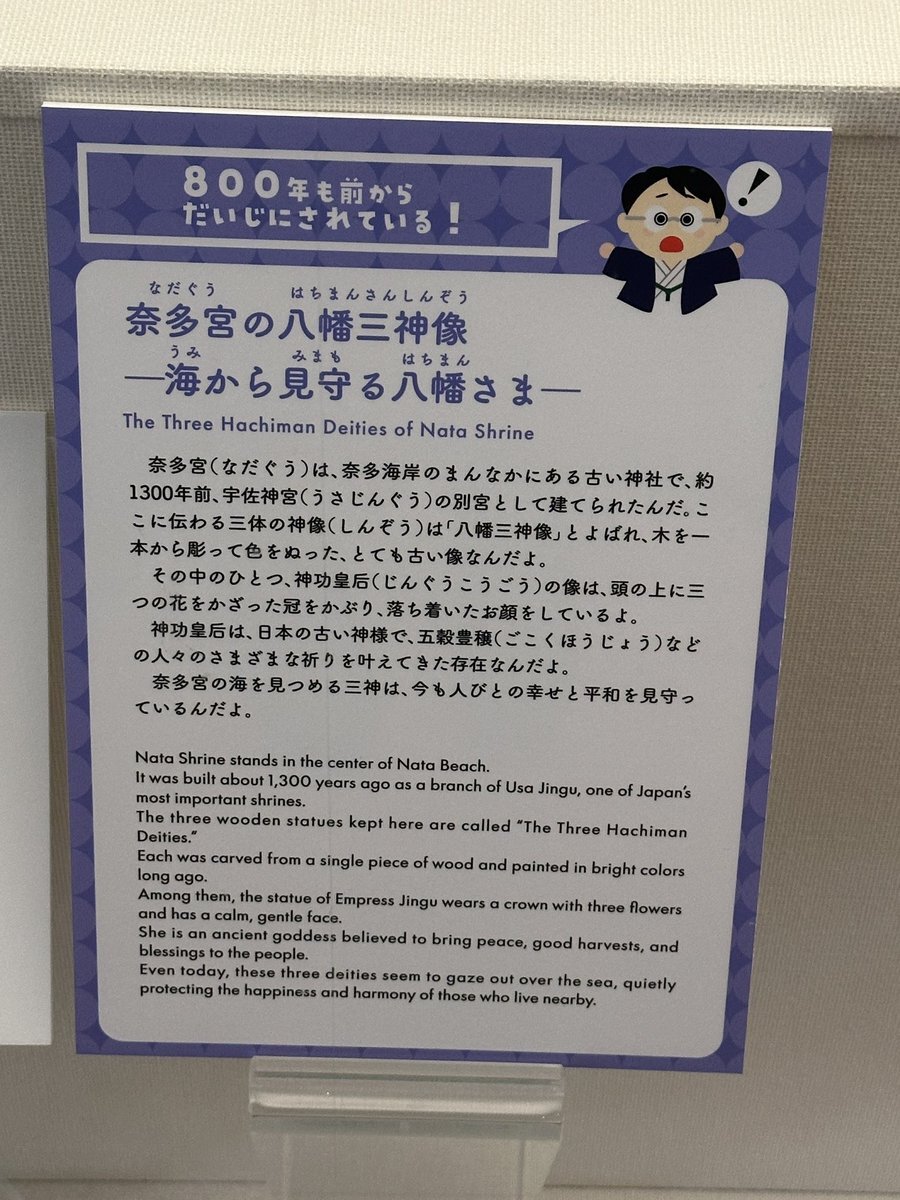 800年も前から
だいじにされている!
!
なだぐう はちまんさんしんぞう
奈多宮の八幡三神像
うみ みまも はちまん
―海から見守る八幡さま―
The Three Hachiman Deities of Nata Shrine
奈多宮(なだぐう)は、奈多海岸のまんなかにある古い神社で、約
1300年前、宇佐神宮(うさじんぐう)の別宮として建てられたんだ。こ
こに伝わる三体の神像(しんぞう)は「八幡三神像」とよばれ、木を一
本から彫って色をぬった、とても古い像なんだよ。
その中のひとつ、神功皇后(じんぐうこうごう)の像は、頭の上に三
つの花をかざった冠をかぶり、落ち着いたお顔をしているよ。
神功皇后は、日本の古い神様で、五穀豊穣(ごこくほうじょう)など
の人々のさまざまな祈りを叶えてきた存在なんだよ。
奈多宮の海を見つめる三神は、今も人びとの幸せと平和を見守っ
ているんだよ。
Nata Shrine stands in the center of Nata Beach.
It was built about 1,300 years ago as a branch of Usa Jingu, one of Japan's
most important shrines.
The three wooden statues kept here are called "The Three Hachiman
Deities."
Each was carved from a single piece of wood and painted in bright colors
long ago.
Among them, the statue of Empress Jingu wears a crown with three flowers
and has a calm, gentle face.
She is an ancient goddess believed to bring peace, good harvests, and
blessings to the people.
Even today, these three deities seem to gaze out over the sea, quietly
protecting the happiness and harmony of those who live nearby.